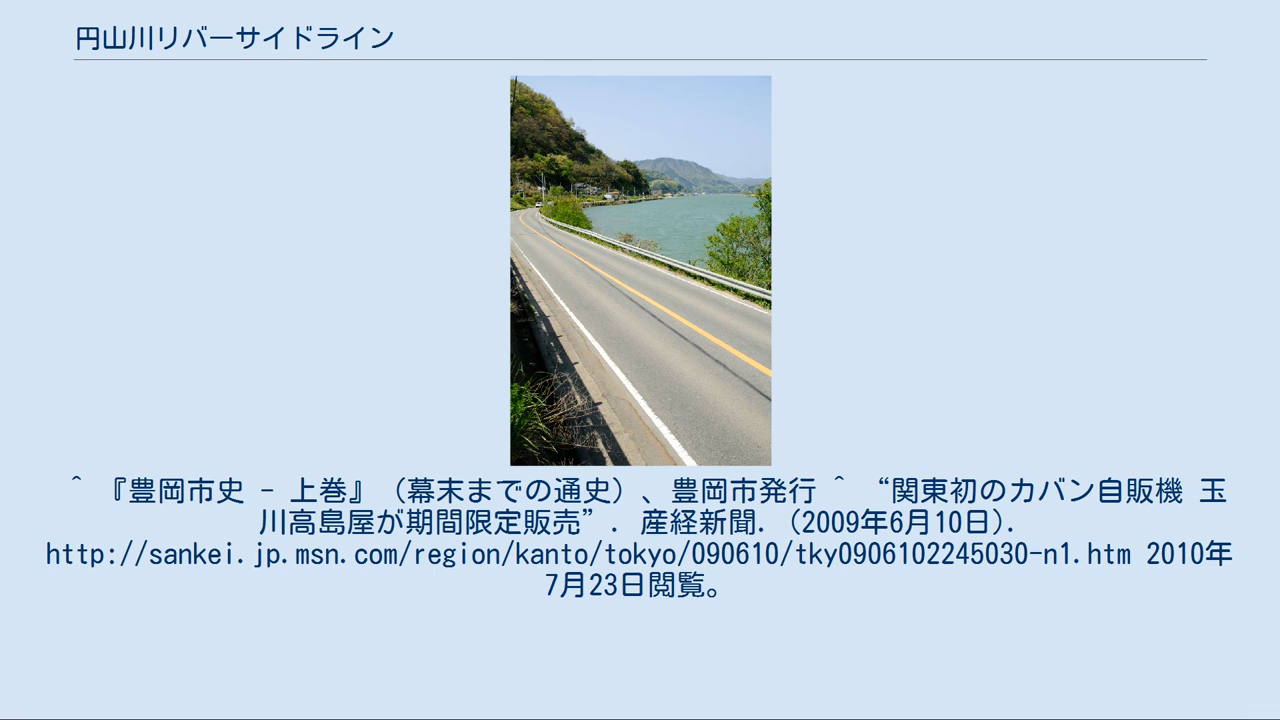 円山川リバーサイドライン
^ 『豊岡市史 - 上巻』（幕末までの通史）、豊岡市発行 ^ “関東初のカバン自販機 玉
川高島屋が期間限定販売”. 産経新聞. (2009年6月10日).
http://sankei.jp.msn.com/region/kanto/tokyo/090610/tky0906102245030-n1.htm 2010年
7月23日閲覧。